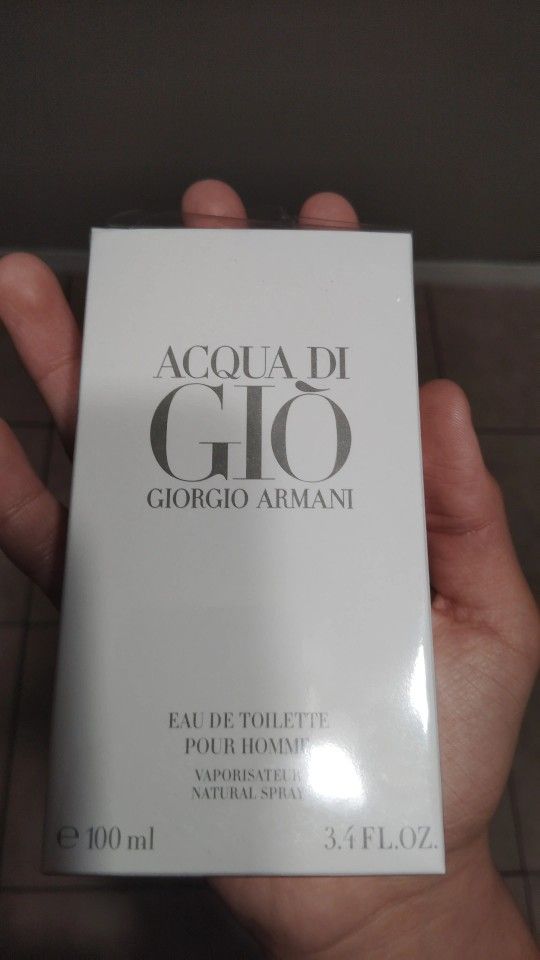 ACQUA DI
GIÒ
GIORGIO ARMANI
EAU DE TOILETTE
POUR HOMME
VAPORISATEUR
NATURAL SPRAY
℮ 100 ml
3.4 FL.OZ.